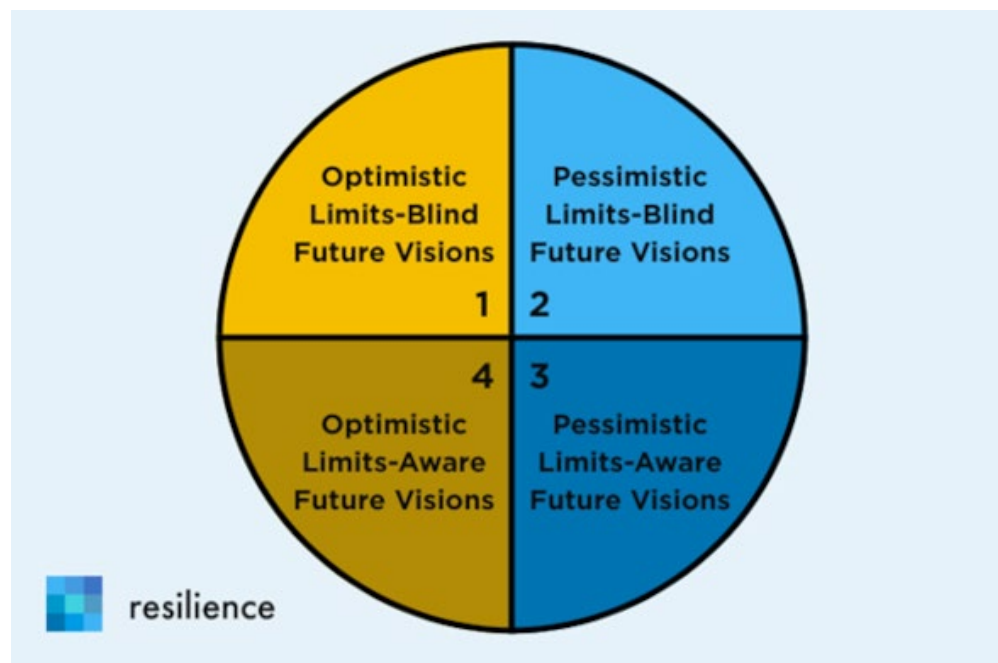 Optimistic
Limits-Blind
Future Visions
1
Pessimistic
Limits-Blind
Future Visions
2
4
Optimistic
Limits-Aware
Future Visions
3
Pessimistic
Limits-Aware
Future Visions
resilience